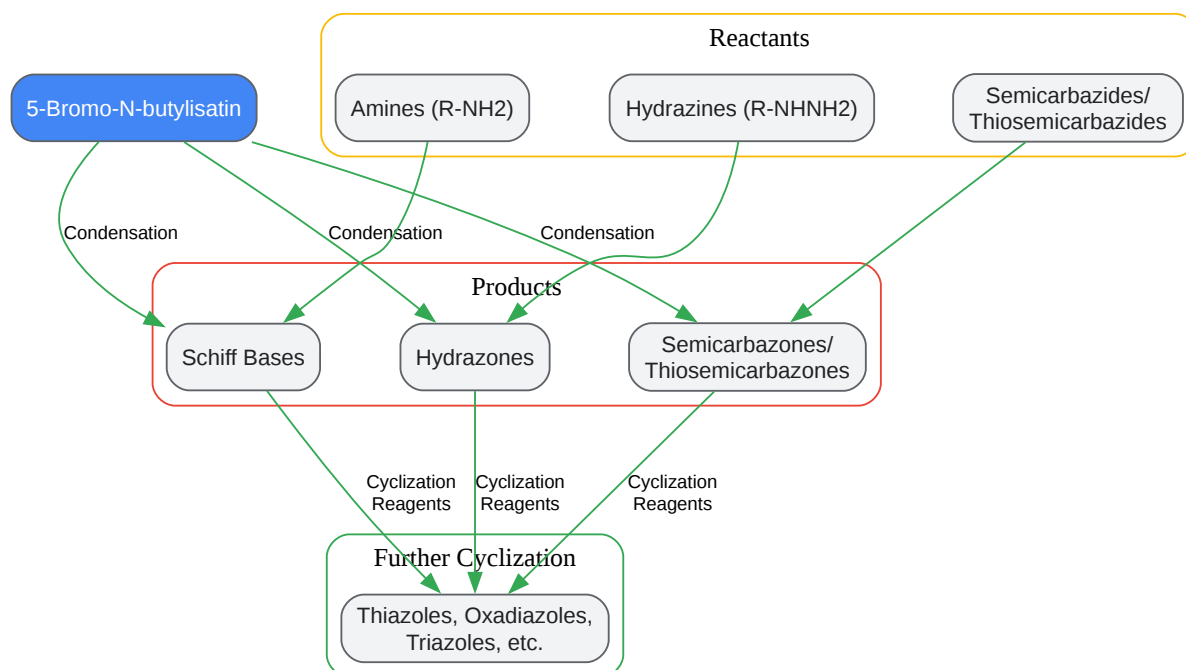 Reactants
5-Bromo-N-butylisatin
Amines (R-NH2)
Hydrazines (R-NHNH2)
Semicarbazides/
Thiosemicarbazides
Condensation
Condensation
Condensation
Products
Schiff Bases
Hydrazones
Semicarbazones/
Thiosemicarbazones
Cyclization
Reagents
Cyclization
Reagents
Cyclization
Reagents
Further Cyclization
Thiazoles, Oxadiazoles,
Triazoles, etc.